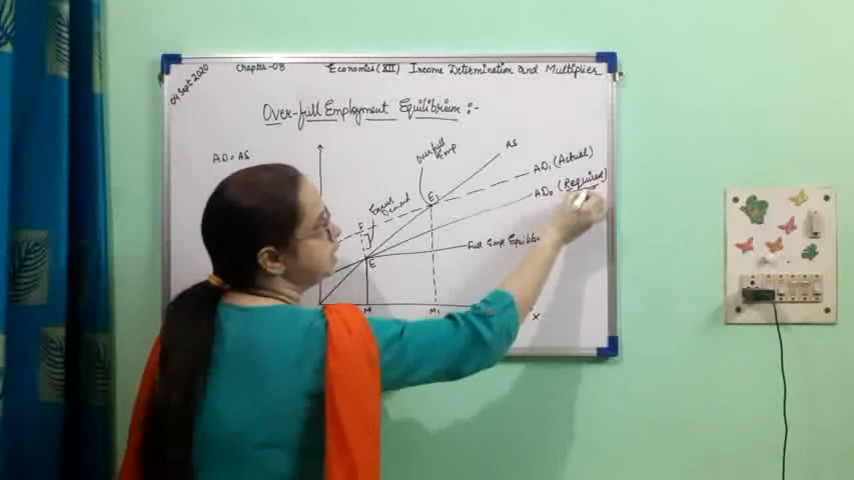 04 Sept 2020
Chapter-08 Economics (XII) Income Determination and Multiplier
Over-full Employment Equilibrium :-
AD = AS
Overfull
Emp
AS
AD₁ (Actual)
AD₀ (Required)
Excess
Demand
E₁
F
E
Full Emp
M M₁ X